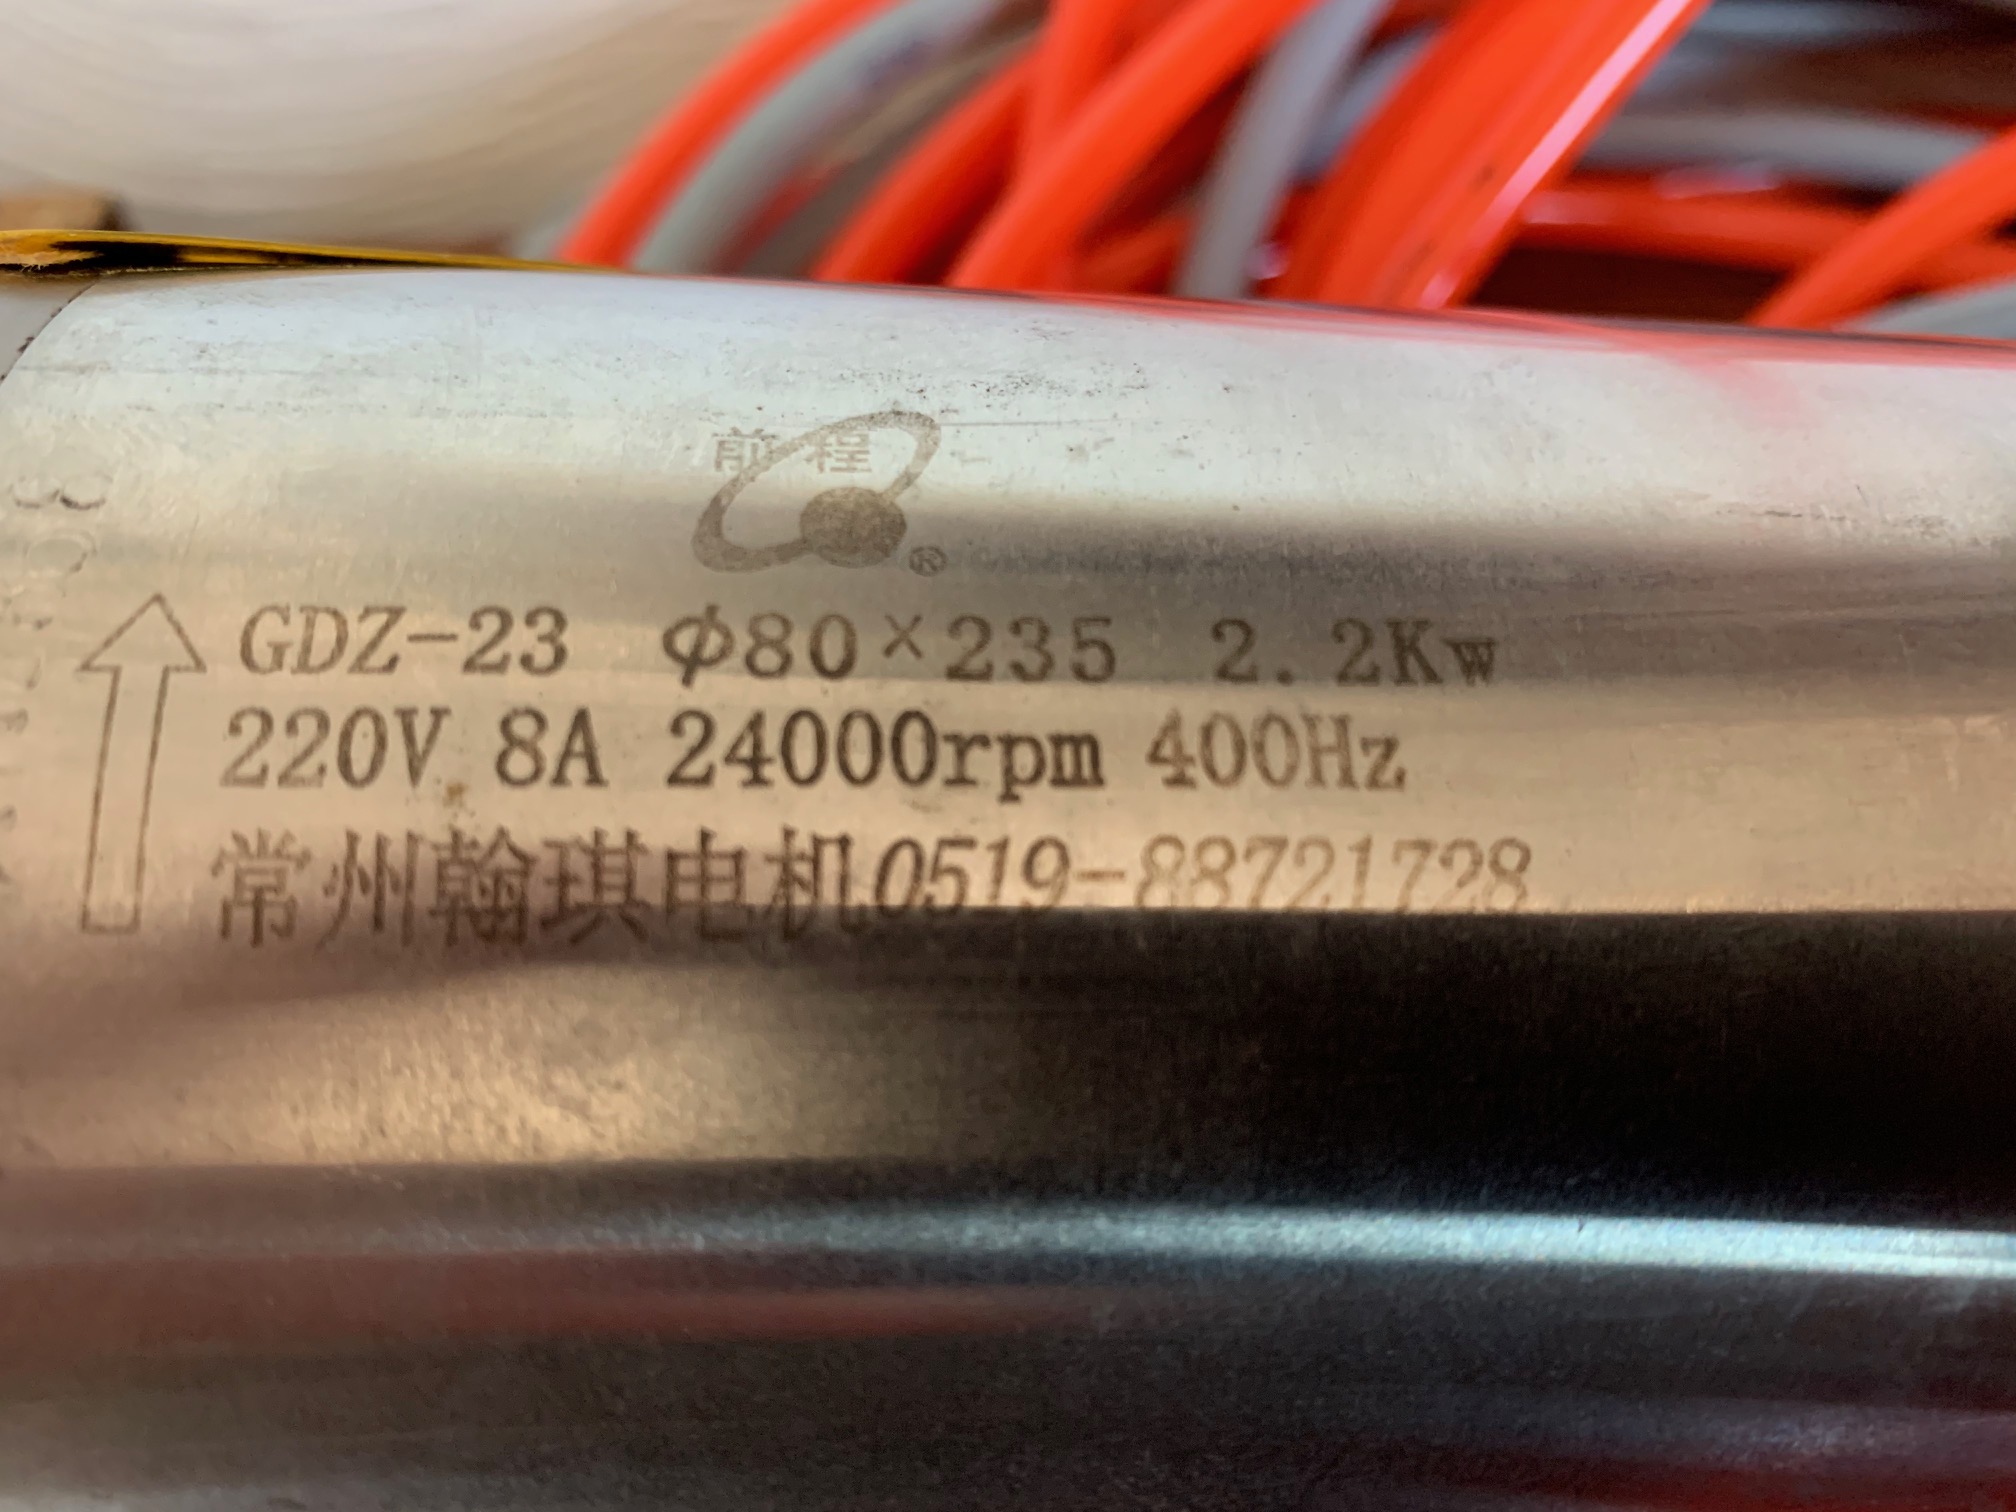 前程
®
GDZ-23 φ80×235 2.2Kw
220V 8A 24000rpm 400Hz
常州翰琪电机0519-88721728